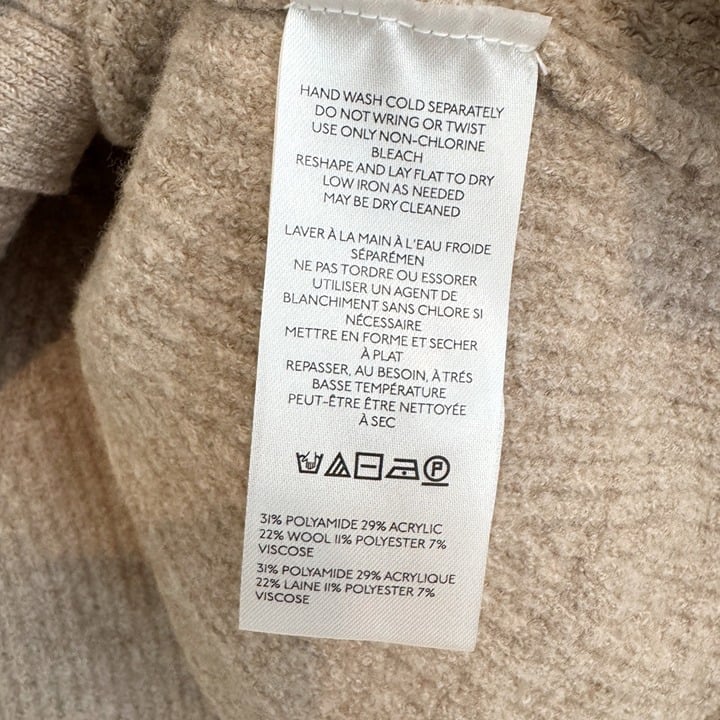 HAND WASH COLD SEPARATELY
DO NOT WRING OR TWIST
USE ONLY NON-CHLORINE
BLEACH
RESHAPE AND LAY FLAT TO DRY
LOW IRON AS NEEDED
MAY BE DRY CLEANED
LAVER À LA MAIN À L'EAU FROIDE
SÉPARÉMEN
NE PAS TORDRE OU ESSORER
UTILISER UN AGENT DE
BLANCHIMENT SANS CHLORE SI
NÉCESSAIRE
METTRE EN FORME ET SECHER
À PLAT
REPASSER, AU BESOIN, À TRÉS
BASSE TEMPÉRATURE
PEUT-ÊTRE ÊTRE NETTOYÉE
À SEC
P
31% POLYAMIDE 29% ACRYLIC
22% WOOL 11% POLYESTER 7%
VISCOSE
31% POLYAMIDE 29% ACRYLIQUE
22% LAINE 11% POLYESTER 7%
VISCOSE